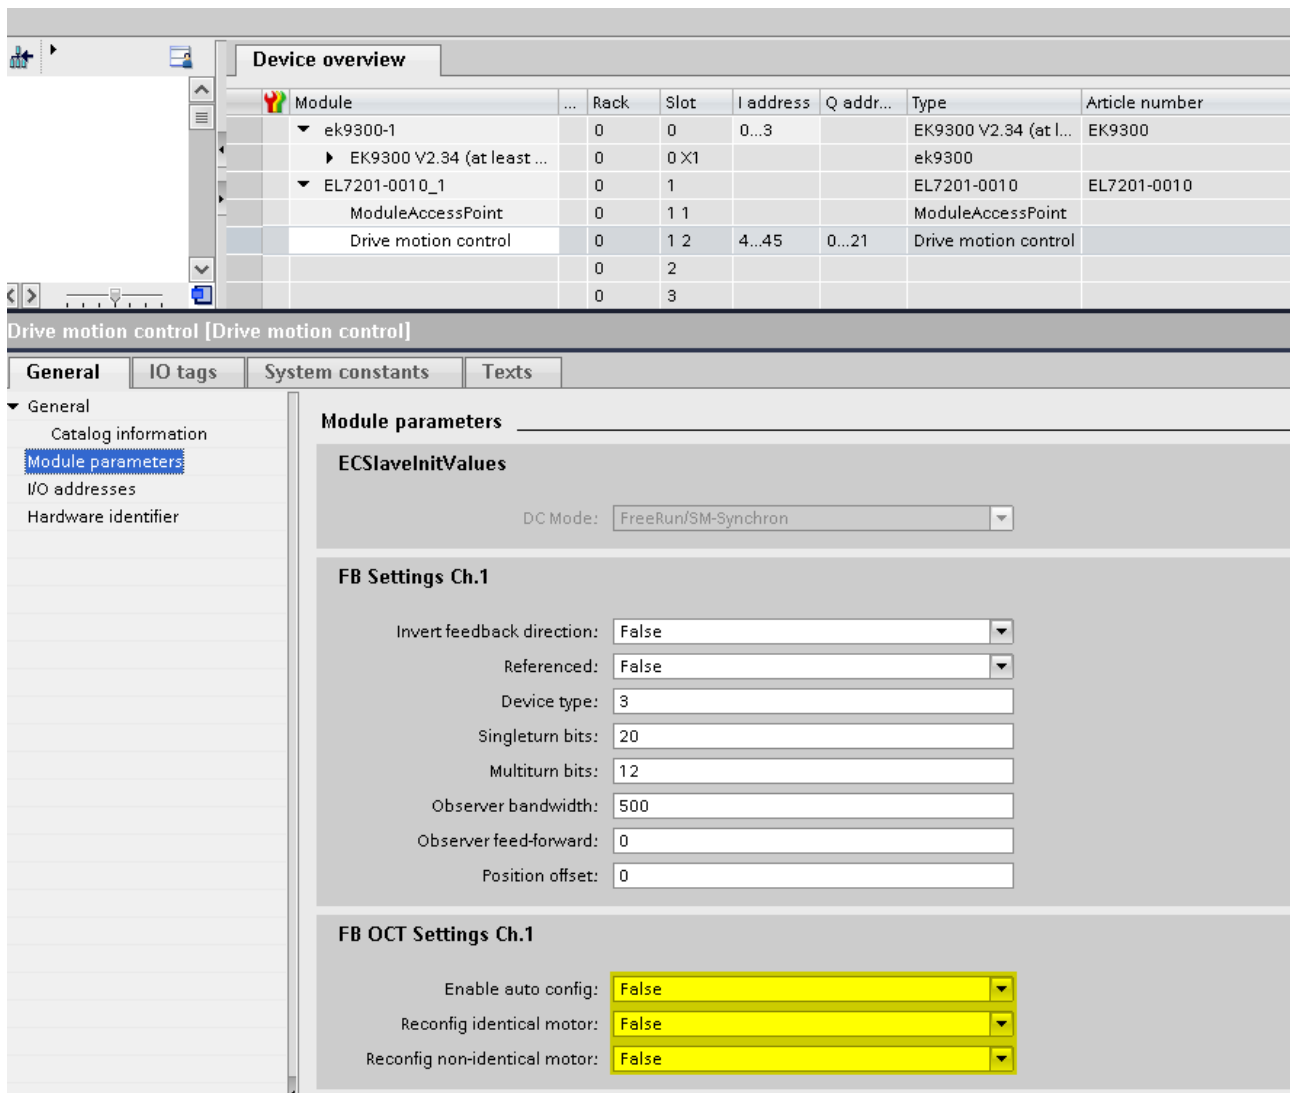 Device overview
Module ... Rack Slot I address Q addr... Type Article number
ek9300-1 0 0 0...3 EK9300 V2.34 (at l... EK9300
EK9300 V2.34 (at least ... 0 0 X1 ek9300
EL7201-0010_1 0 1 EL7201-0010 EL7201-0010
ModuleAccessPoint 0 1 1 ModuleAccessPoint
Drive motion control 0 1 2 4...45 0...21 Drive motion control
0 2
0 3
Drive motion control [Drive motion control]
General IO tags System constants Texts
General
Catalog information
Module parameters
I/O addresses
Hardware identifier
Module parameters
ECSlaveInitValues
DC Mode: FreeRun/SM-Synchron
FB Settings Ch.1
Invert feedback direction: False
Referenced: False
Device type: 3
Singleturn bits: 20
Multiturn bits: 12
Observer bandwidth: 500
Observer feed-forward: 0
Position offset: 0
FB OCT Settings Ch.1
Enable auto config: False
Reconfig identical motor: False
Reconfig non-identical motor: False